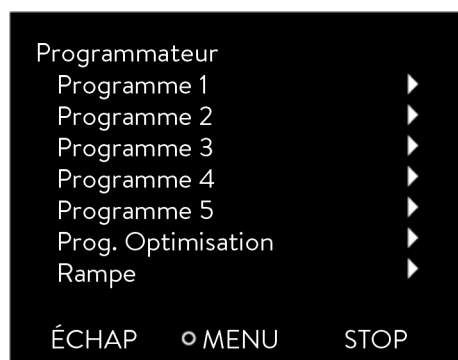 Programmateur
Programme 1
Programme 2
Programme 3
Programme 4
Programme 5
Prog. Optimisation
Rampe
ÉCHAP MENU STOP